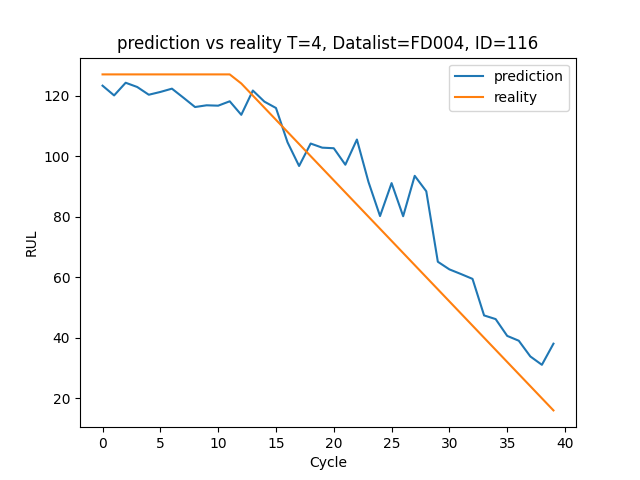 prediction vs reality T=4, Datalist=FD004, ID=116
prediction
reality
120
100
80
60
40
20
RUL
0 5 10 15 20 25 30 35 40
Cycle